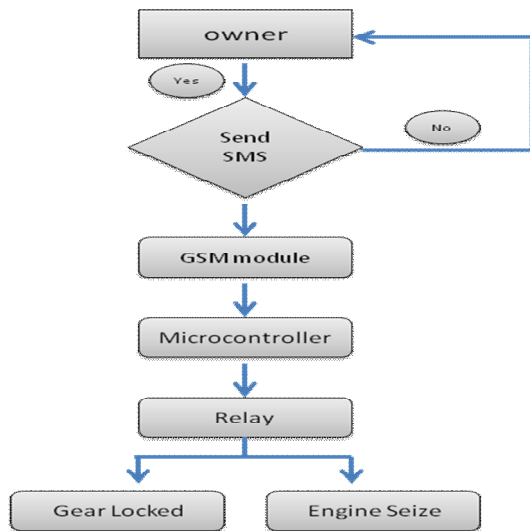 owner
Yes
Send
SMS
No
GSM module
Microcontroller
Relay
Gear Locked
Engine Seize